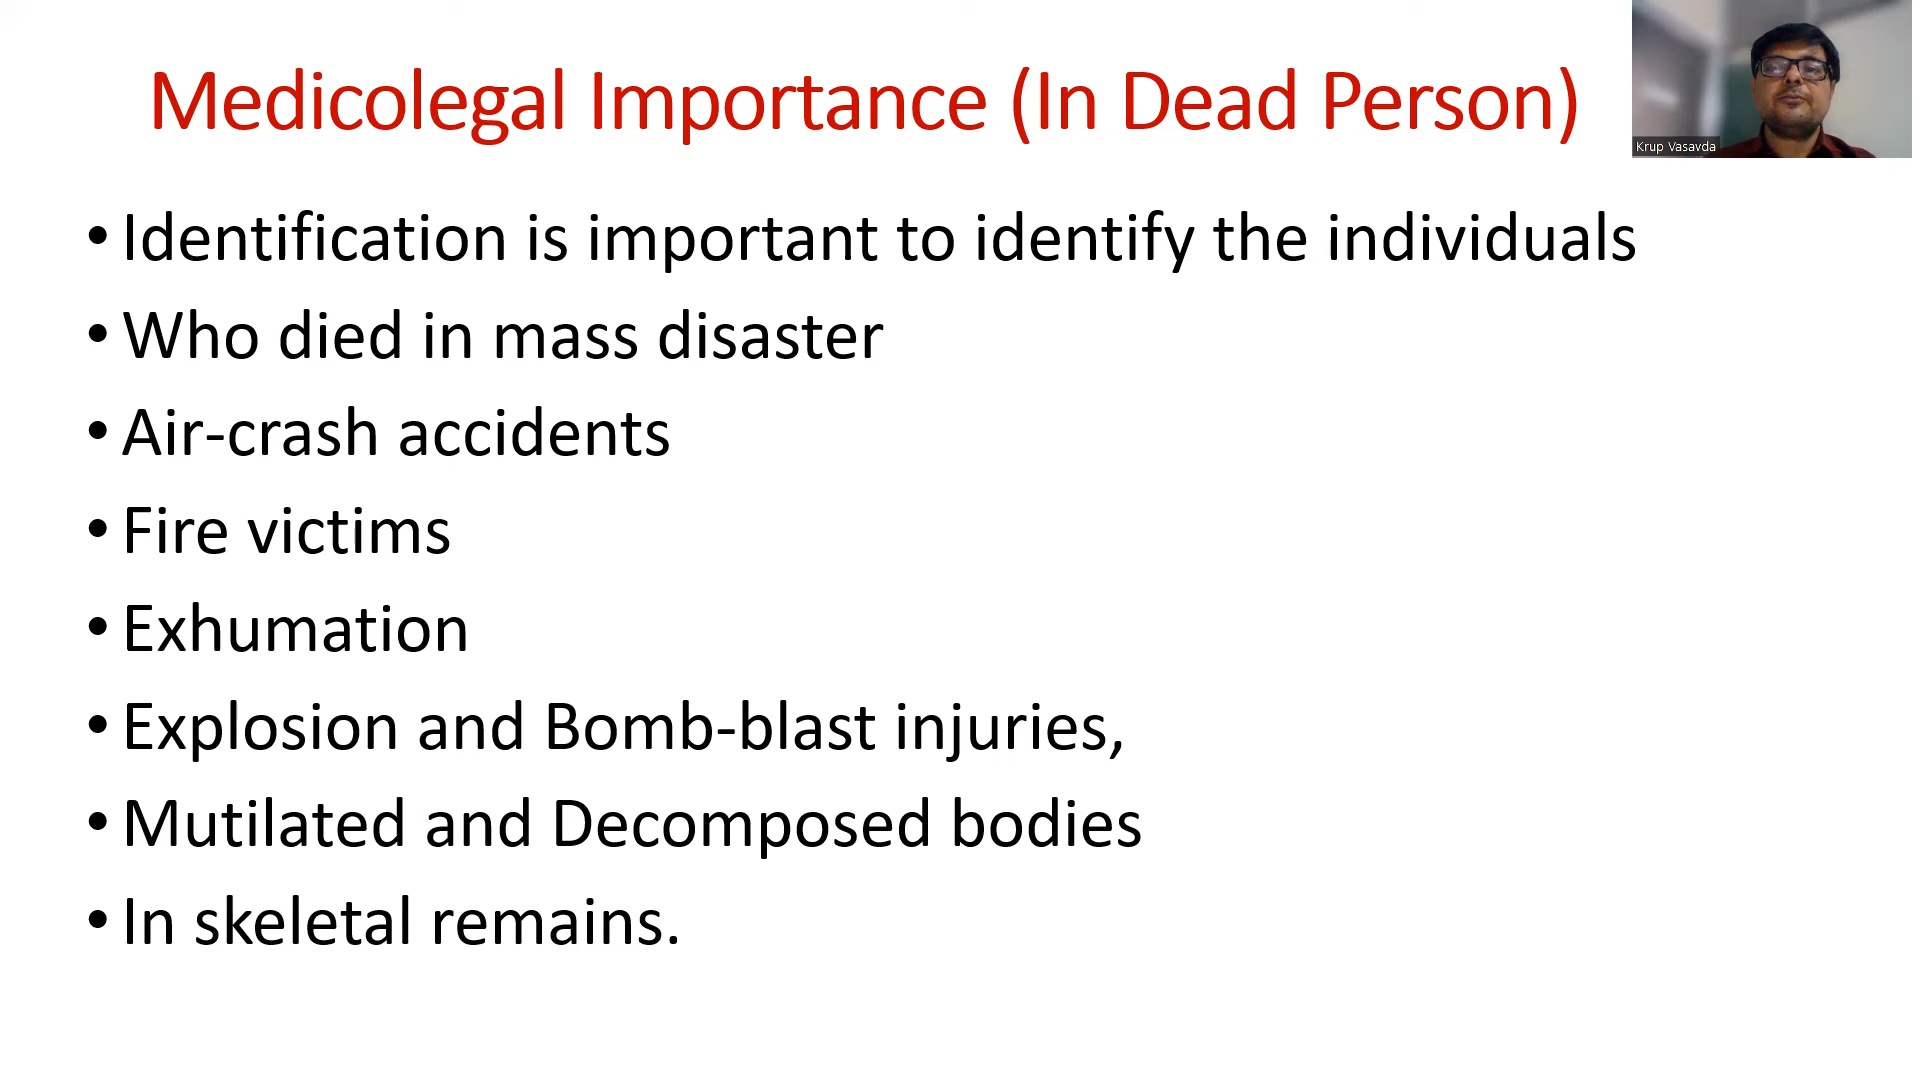 Medicolegal Importance (In Dead Person)
Krup Vasavda
• Identification is important to identify the individuals
• Who died in mass disaster
• Air-crash accidents
• Fire victims
• Exhumation
• Explosion and Bomb-blast injuries,
• Mutilated and Decomposed bodies
• In skeletal remains.